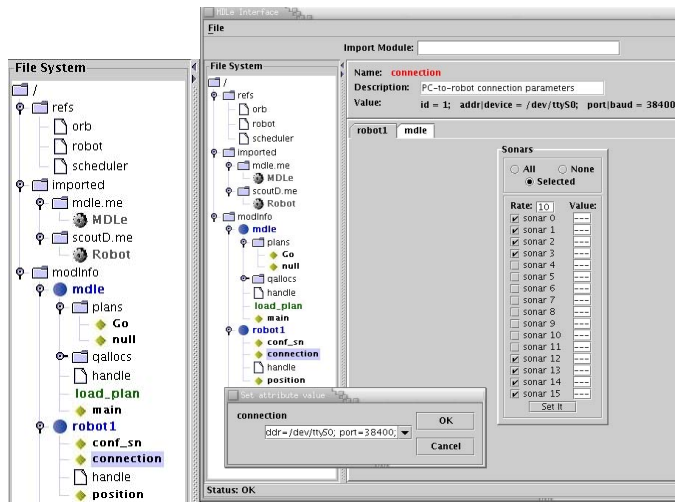 File System
/
refs
orb
robot
scheduler
imported
mdle.me
MDLe
scoutD.me
Robot
modInfo
mdle
plans
Go
null
qallocs
handle
load_plan
main
robot1
conf_sn
connection
handle
position
MDLe Interface
File
Import Module:
File System
/
refs
orb
robot
scheduler
imported
mdle.me
MDLe
scoutD.me
Robot
modInfo
mdle
plans
Go
null
qallocs
handle
load_plan
main
robot1
conf_sn
connection
handle
position
Name: connection
Description: PC-to-robot connection parameters
Value: id = 1; addr|device = /dev/ttyS0; port|baud = 38400
robot1 mdle
Sonars
All None
Selected
Rate: 10 Value:
sonar 0 ---
sonar 1 ---
sonar 2 ---
sonar 3 ---
sonar 4 ---
sonar 5 ---
sonar 6 ---
sonar 7 ---
sonar 8 ---
sonar 9 ---
sonar 10 ---
sonar 11 ---
sonar 12 ---
sonar 13 ---
sonar 14 ---
sonar 15 ---
Set It
Set attribute value
connection
ddr=/dev/ttyS0; port=38400;
OK
Cancel
Status: OK